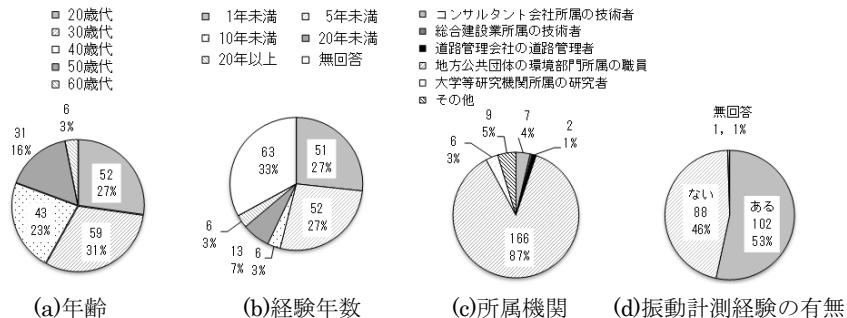 20歳代
30歳代
40歳代
50歳代
60歳代
6
3%
31
16%
52
27%
43
23%
59
31%
(a)年齢
1年未満 5年未満
10年未満 20年未満
20年以上 無回答
63
33%
51
27%
6
3%
52
27%
13
7%
6
3%
(b)経験年数
コンサルタント会社所属の技術者
総合建設業所属の技術者
道路管理会社の道路管理者
地方公共団体の環境部門所属の職員
大学等研究機関所属の研究者
その他
9
5%
7
4%
2
1%
6
3%
166
87%
(c)所属機関
無回答
1, 1%
ない
88
46%
ある
102
53%
(d)振動計測経験の有無